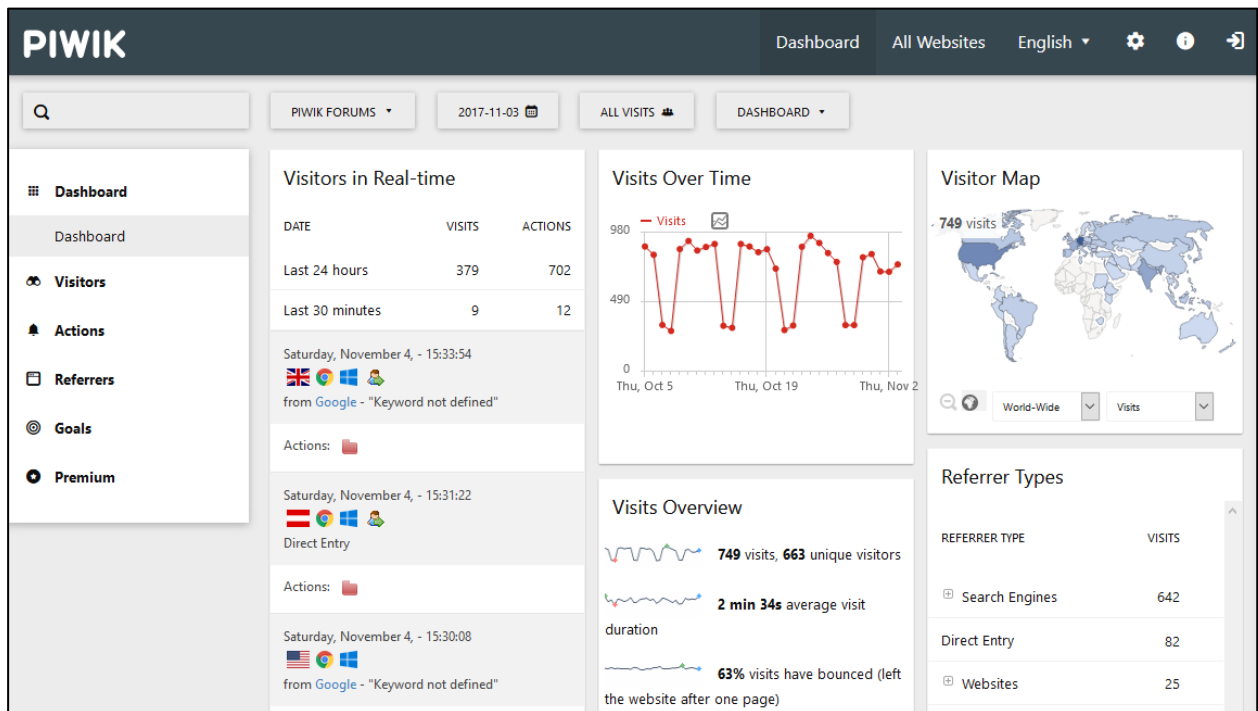 PIWIK
Dashboard
All Websites
English
PIWIK FORUMS
2017-11-03
ALL VISITS
DASHBOARD
Dashboard
Dashboard
Visitors
Actions
Referrers
Goals
Premium
Visitors in Real-time
DATE VISITS ACTIONS
Last 24 hours 379 702
Last 30 minutes 9 12
Saturday, November 4, - 15:33:54
from Google - "Keyword not defined"
Actions:
Saturday, November 4, - 15:31:22
Direct Entry
Actions:
Saturday, November 4, - 15:30:08
from Google - "Keyword not defined"
Visits Over Time
Visits
980
490
0
Thu, Oct 5 Thu, Oct 19 Thu, Nov 2
Visits Overview
749 visits, 663 unique visitors
2 min 34s average visit
duration
63% visits have bounced (left
the website after one page)
Visitor Map
749 visits
World-Wide Visits
Referrer Types
REFERRER TYPE VISITS
Search Engines 642
Direct Entry 82
Websites 25